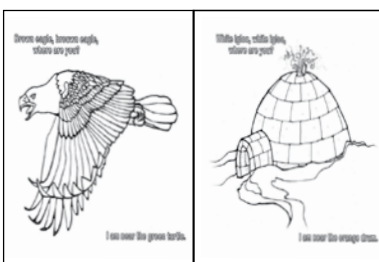 Brown eagle, brown eagle,
where are you?
I am near the green turtle.
White igloo, white igloo,
where are you?
I am near the orange drum.